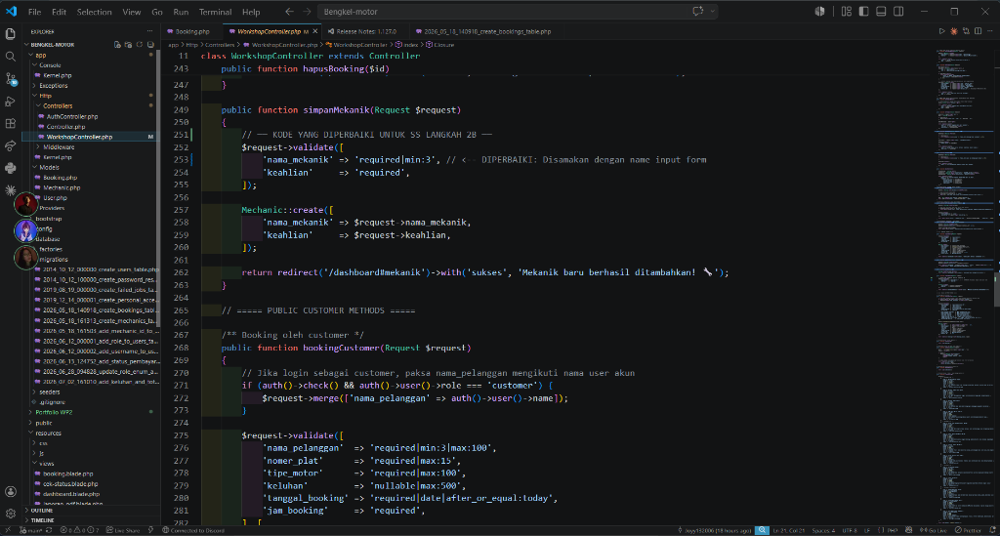 File Edit Selection View Go Run Terminal Help
Bengkel-motor
EXPLORER
BENGKEL-MOTOR
app
Console
Kernel.php
Exceptions
Http
Controllers
AuthController.php
Controller.php
WorkshopController.php M
Middleware
Kernel.php
Models
Booking.php
Mechanic.php
User.php
Providers
bootstrap
config
database
factories
migrations
2014_10_12_000000_create_users_table.php
2014_10_12_100000_create_password_res...
2019_08_19_000000_create_failed_jobs_ta...
2019_12_14_000001_create_personal_acce...
2026_05_18_140918_create_bookings_tabl...
2026_05_18_161313_create_mechanics_ta...
2026_05_18_161503_add_mechanic_id_to_...
2026_06_12_000001_add_role_to_users_ta...
2026_06_12_000002_add_username_to_us...
2026_06_13_124752_add_status_pembayar...
2026_06_28_094828_update_role_enum_a...
2026_07_02_161010_add_keluhan_and_tot...
seeders
.gitignore
Portfolio WP2
public
resources
css
js
views
booking.blade.php
cek-status.blade.php
dashboard.blade.php
laporan_pdf.blade.php
OUTLINE
TIMELINE
Booking.php
WorkshopController.php M
Release Notes: 1.127.0
2026_05_18_140918_create_bookings_table.php
app > Http > Controllers > WorkshopController.php > WorkshopController > index > Closure
11 class WorkshopController extends Controller
243 public function hapusBooking($id)
247 }
248
249 public function simpanMekanik(Request $request)
250 {
251 // —— KODE YANG DIPERBAIKI UNTUK SS LANGKAH 2B ——
252 $request->validate([
253 'nama_mekanik' => 'required|min:3', // <-- DIPERBAIKI: Disamakan dengan name input form
254 'keahlian' => 'required',
255 ]);
256
257 Mechanic::create([
258 'nama_mekanik' => $request->nama_mekanik,
259 'keahlian' => $request->keahlian,
260 ]);
261
262 return redirect('/dashboard#mekanik')->with('sukses', 'Mekanik baru berhasil ditambahkan! 🔧');
263 }
264
265 // ===== PUBLIC CUSTOMER METHODS =====
266
267 /** Booking oleh customer */
268 public function bookingCustomer(Request $request)
269 {
270 // Jika login sebagai customer, paksa nama_pelanggan mengikuti nama user akun
271 if (auth()->check() && auth()->user()->role === 'customer') {
272 $request->merge(['nama_pelanggan' => auth()->user()->name]);
273 }
274
275 $request->validate([
276 'nama_pelanggan' => 'required|min:3|max:100',
277 'nomer_plat' => 'required|max:15',
278 'tipe_motor' => 'required|max:100',
279 'keluhan' => 'nullable|max:500',
280 'tanggal_booking' => 'required|date|after_or_equal:today',
281 'jam_booking' => 'required',
282 ], [
main*
Live Share
Connected to Discord
Joyy132006 (18 hours ago)
Ln 21, Col 21
Spaces: 4
UTF-8
LF
PHP
Go Live
Prettier